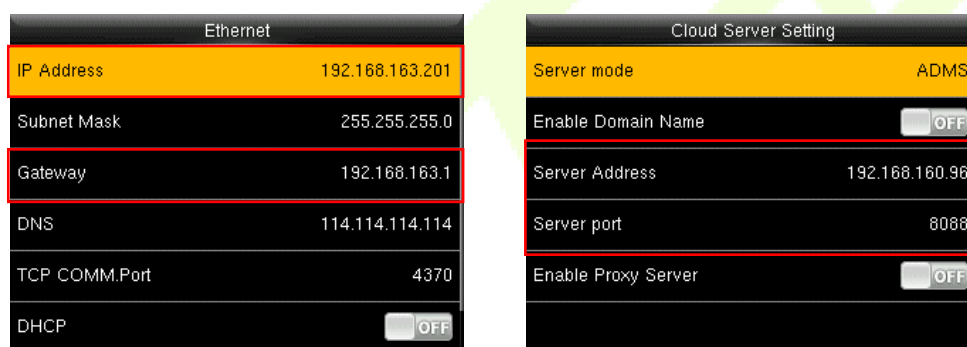 Ethernet
IP Address 192.168.163.201
Subnet Mask 255.255.255.0
Gateway 192.168.163.1
DNS 114.114.114.114
TCP COMM.Port 4370
DHCP OFF
Cloud Server Setting
Server mode ADMS
Enable Domain Name OFF
Server Address 192.168.160.96
Server port 8088
Enable Proxy Server OFF